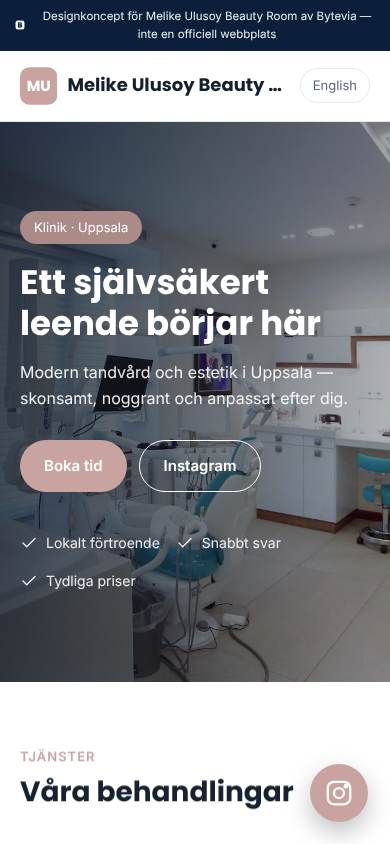 Designkoncept för Melike Ulusoy Beauty Room av Bytevia —
inte en officiell webbplats
MU
Melike Ulusoy Beauty ...
English
Klinik · Uppsala
Ett självsäkert
leende börjar här
Modern tandvård och estetik i Uppsala —
skonsamt, noggrant och anpassat efter dig.
Boka tid
Instagram
Lokalt förtroende
Snabbt svar
Tydliga priser
TJÄNSTER
Våra behandlingar